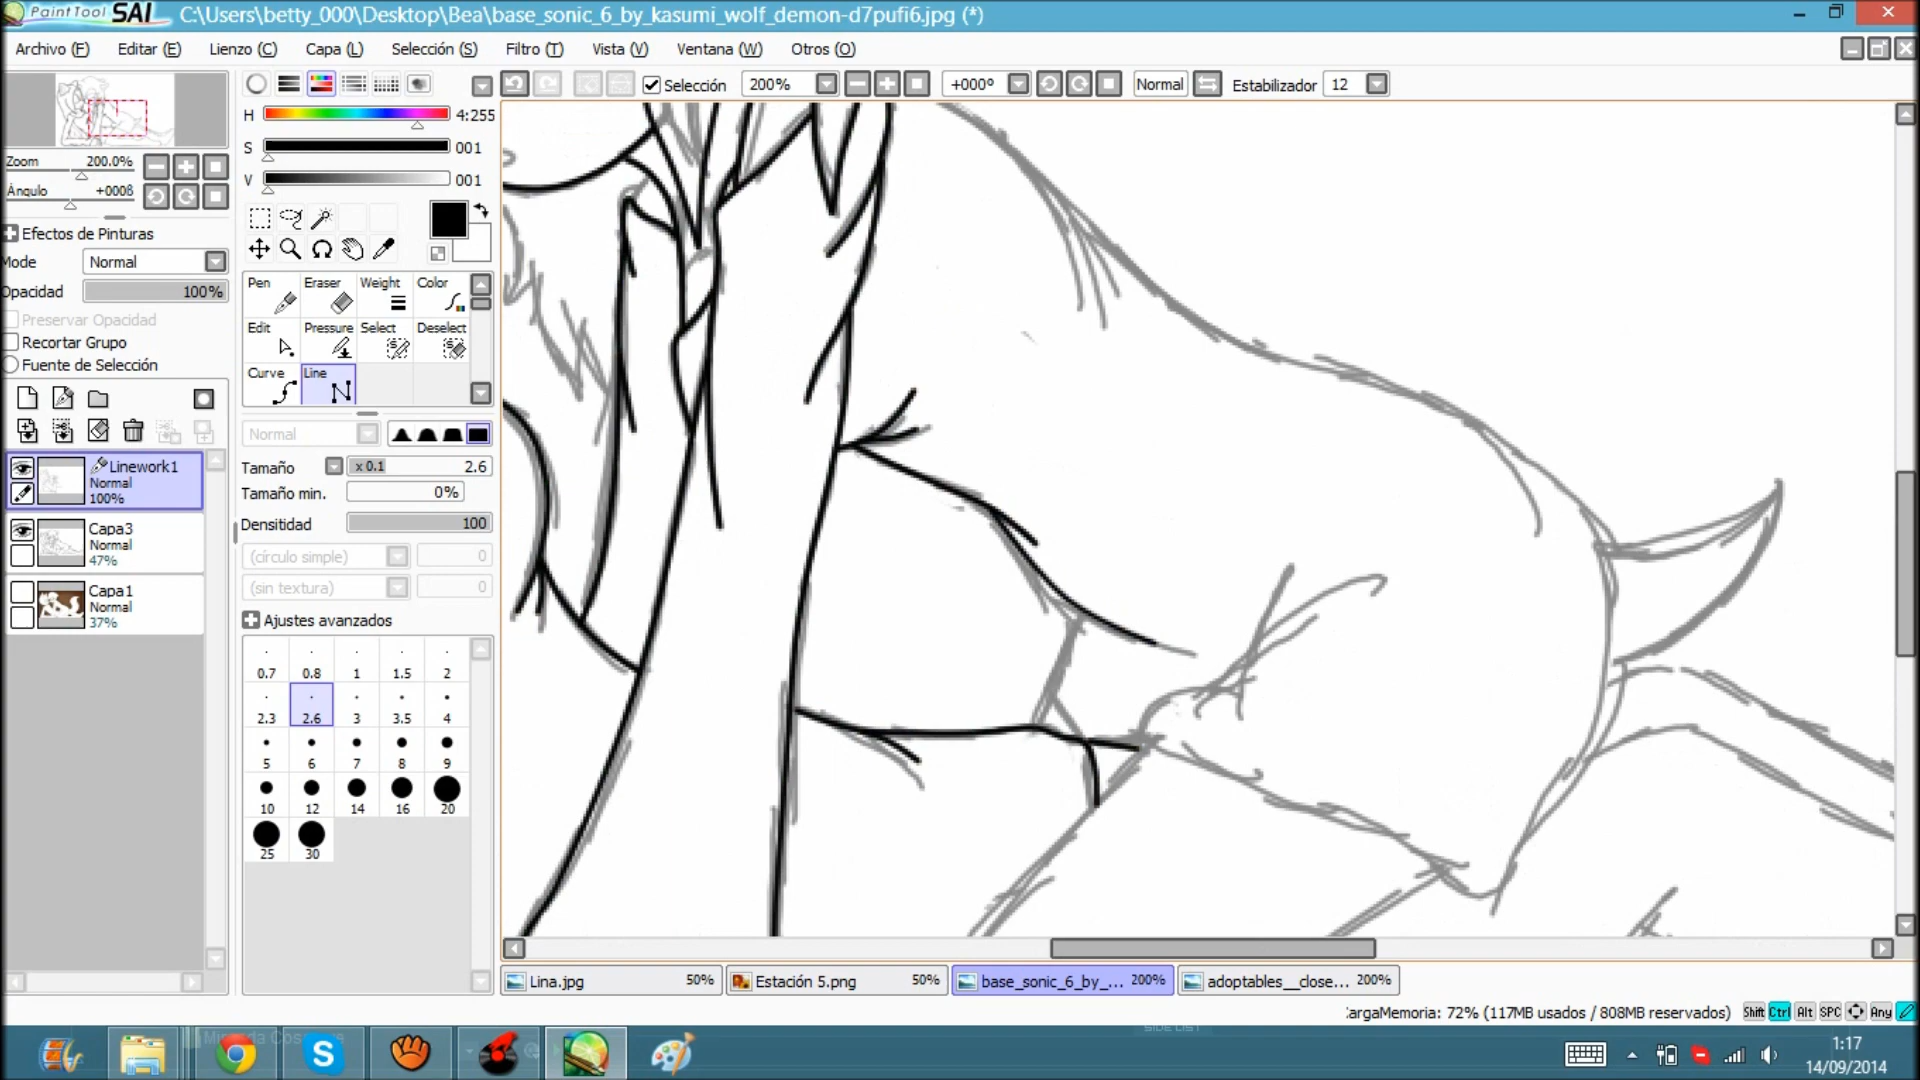 PaintTool SAI C:\Users\betty_000\Desktop\Bea\base_sonic_6_by_kasumi_wolf_demon-d7pufi6.jpg (*)
Archivo (F) Editar (E) Lienzo (C) Capa (L) Selección (S) Filtro (T) Vista (V) Ventana (W) Otros (O)
Selección 200% +000º Normal Estabilizador 12
H 4:255
S 001
V 001
Zoom 200.0%
Ángulo +000ß
Efectos de Pinturas
Mode Normal
Opacidad 100%
Preservar Opacidad
Recortar Grupo
Fuente de Selección
Linework1
Normal
100%
Capa3
Normal
47%
Capa1
Normal
37%
Pen Eraser Weight Color
Edit Pressure Select Deselect
Curve Line
Normal
Tamaño x 0.1 2.6
Tamaño min. 0%
Densitidad 100
(círculo simple) 0
(sin textura) 0
Ajustes avanzados
0.7 0.8 1 1.5 2
2.3 2.6 3 3.5 4
5 6 7 8 9
10 12 14 16 20
25 30
Lina.jpg 50% Estación 5.png 50% base_sonic_6_by_... 200% adoptables__close... 200%
argaMemoria: 72% (117MB usados / 808MB reservados) Shift Ctrl Alt SPC Any
SIDE LIST
1:17
14/09/2014